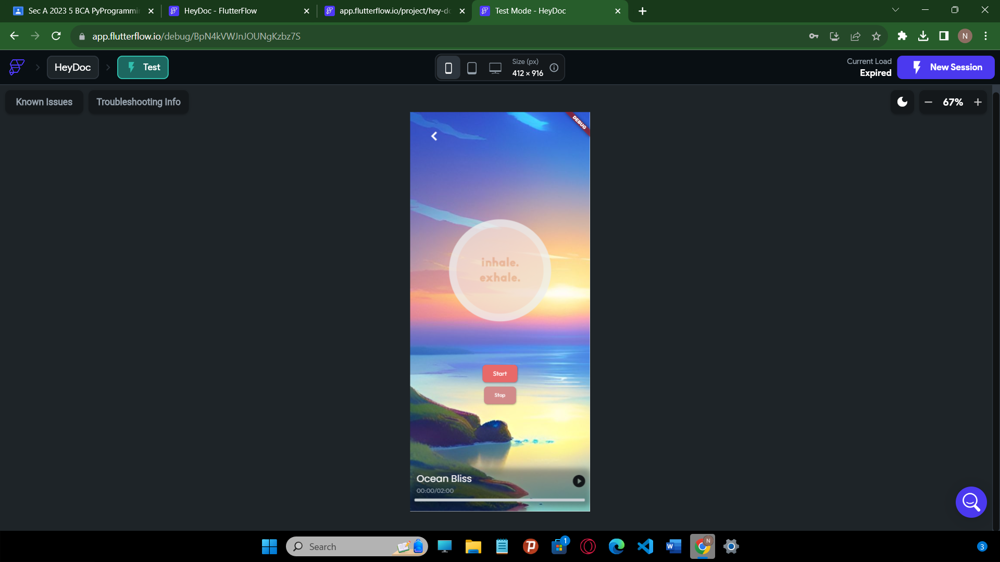 Sec A 2023 5 BCA PyProgrammi
HeyDoc - FlutterFlow
app.flutterflow.io/project/hey-do
Test Mode - HeyDoc
app.flutterflow.io/debug/BpN4kVWJnJOUNgKzbz7S
N
HeyDoc
Test
Size (px)
412 × 916
Current Load
Expired
New Session
Known Issues
Troubleshooting Info
67%
DEBUG
inhale.
exhale.
Start
Stop
Ocean Bliss
00:00/02:00
Search
1
N
3